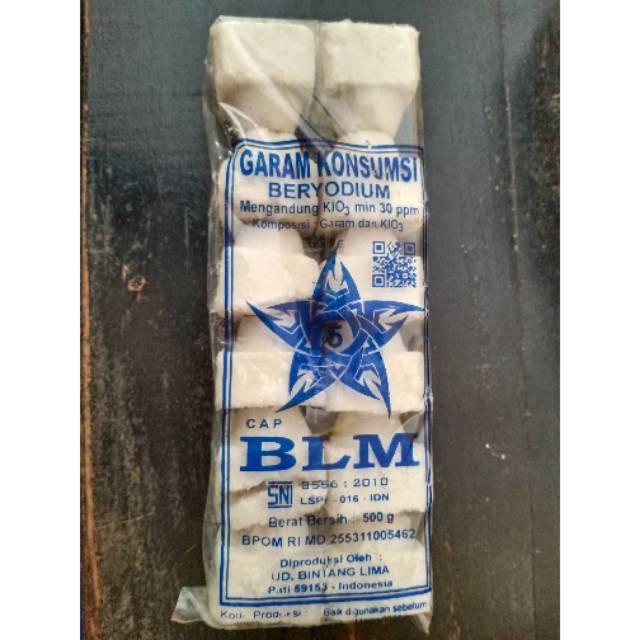 GARAM KONSUMSI
BERYODIUM
Mengandung KIO3 min 30 ppm
Komposisi : Garam dan KIO3
5
CAP
BLM
SNI 3556 : 2010
LSPr - 016 - IDN
Berat Bersih : 500 g
BPOM RI MD 255311005462
Diproduksi Oleh :
UD. BINTANG LIMA
Pati 59153 - Indonesia
Kode Produksi : Baik digunakan sebelum